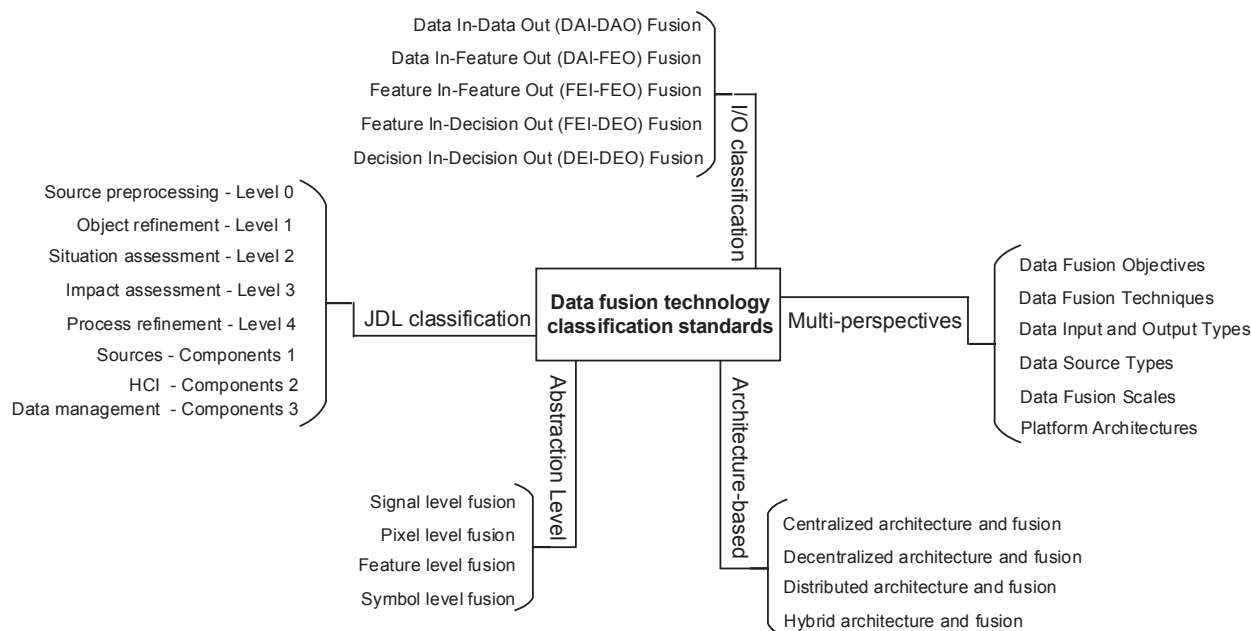 Data In-Data Out (DAI-DAO) Fusion
Data In-Feature Out (DAI-FEO) Fusion
Feature In-Feature Out (FEI-FEO) Fusion
Feature In-Decision Out (FEI-DEO) Fusion
Decision In-Decision Out (DEI-DEO) Fusion
I/O classification
Source preprocessing - Level 0
Object refinement - Level 1
Situation assessment - Level 2
Impact assessment - Level 3
Process refinement - Level 4
Sources - Components 1
HCI - Components 2
Data management - Components 3
JDL classification
Data fusion technology
classification standards
Multi-perspectives
Data Fusion Objectives
Data Fusion Techniques
Data Input and Output Types
Data Source Types
Data Fusion Scales
Platform Architectures
Abstraction Level
Signal level fusion
Pixel level fusion
Feature level fusion
Symbol level fusion
Architecture-based
Centralized architecture and fusion
Decentralized architecture and fusion
Distributed architecture and fusion
Hybrid architecture and fusion